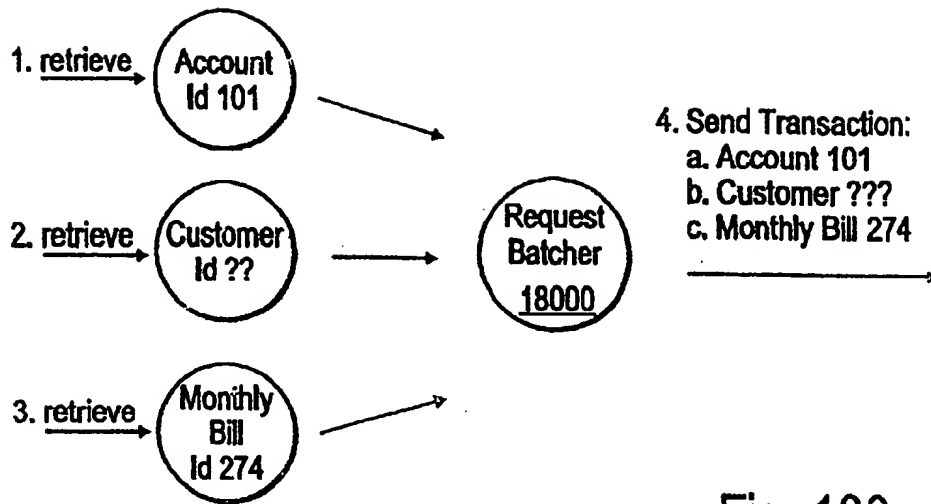 1. retrieve
Account
Id 101
2. retrieve
Customer
Id ??
3. retrieve
Monthly
Bill
Id 274
Request
Batcher
18000
4. Send Transaction:
a. Account 101
b. Customer ???
c. Monthly Bill 274